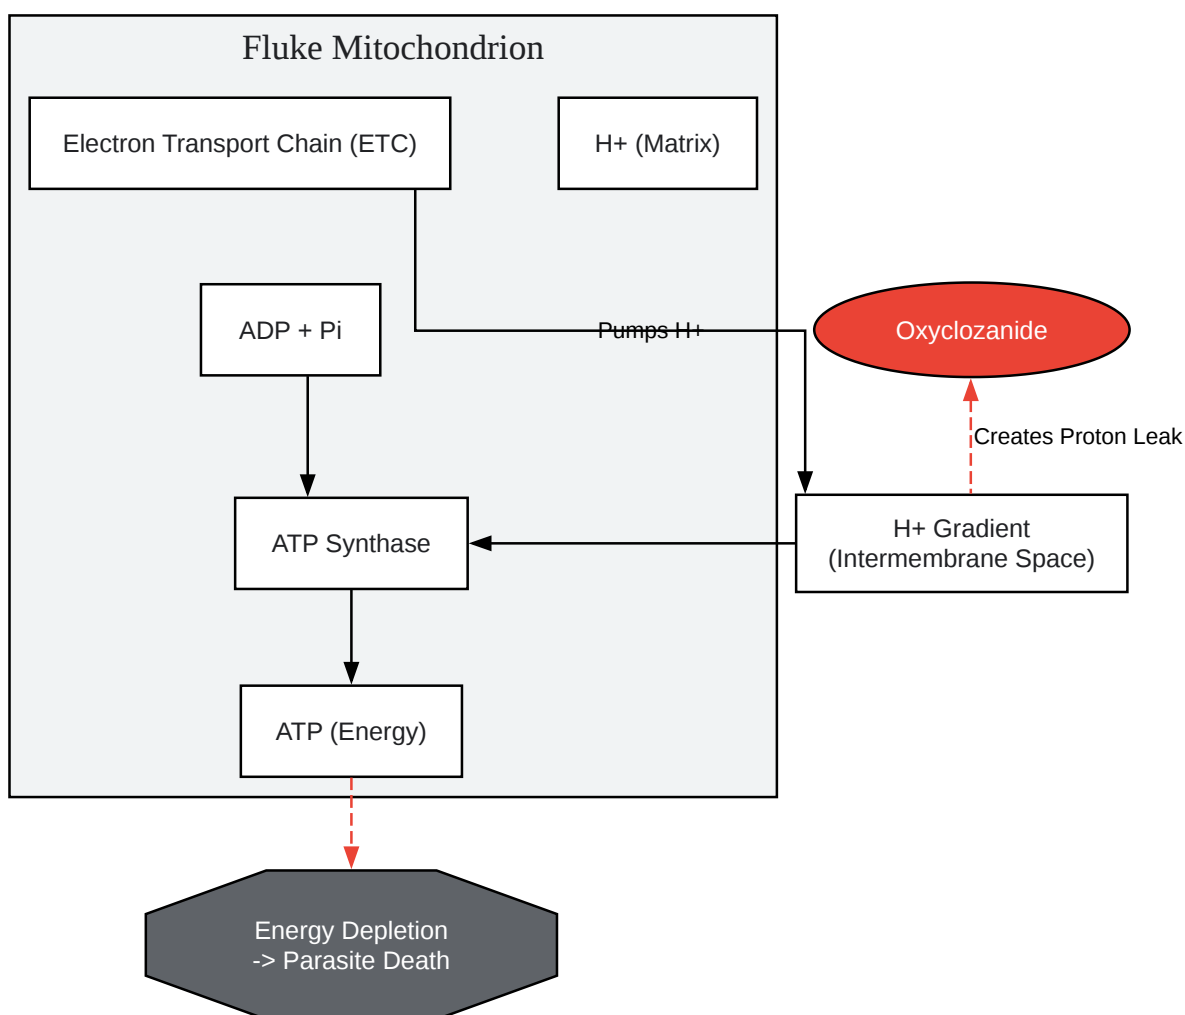 Fluke Mitochondrion
Electron Transport Chain (ETC)
H+ (Matrix)
ADP + Pi
Pumps H+
Oxyclozanide
Creates Proton Leak
ATP Synthase
H+ Gradient
(Intermembrane Space)
ATP (Energy)
Energy Depletion
-> Parasite Death